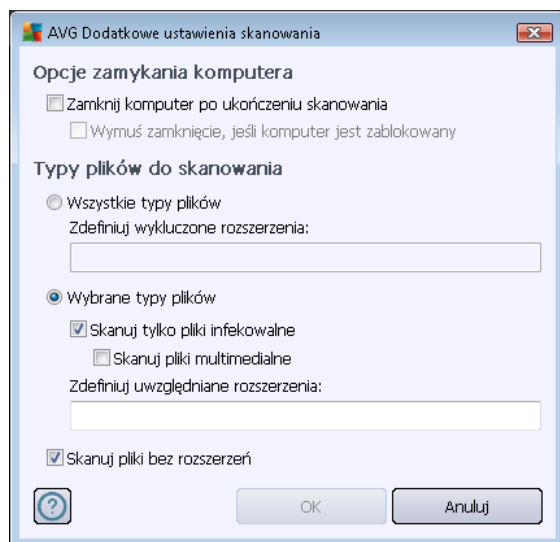 AVG Dodatkowe ustawienia skanowania
Opcje zamykania komputera
Zamknij komputer po ukończeniu skanowania
Wymuś zamknięcie, jeśli komputer jest zablokowany
Typy plików do skanowania
Wszystkie typy plików
Zdefiniuj wykluczone rozszerzenia:
Wybrane typy plików
Skanuj tylko pliki infekowalne
Skanuj pliki multimedialne
Zdefiniuj uwzględniane rozszerzenia:
Skanuj pliki bez rozszerzeń
? OK Anuluj